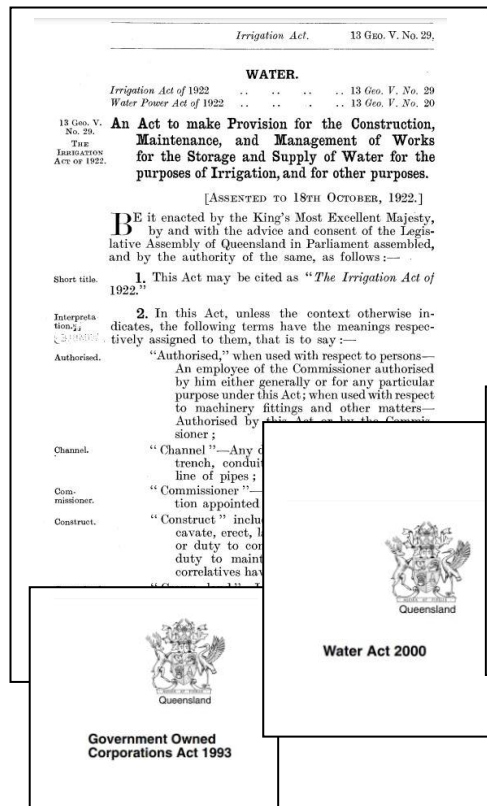 Irrigation Act. 13 GEO. V. No. 29,
WATER.
Irrigation Act of 1922 .. .. .. .. 13 Geo. V. No. 29
Water Power Act of 1922 .. .. . .. 13 Geo. V. No. 20
13 Geo. V.
No. 29.
THE
IRRIGATION
ACT OF 1922.
An Act to make Provision for the Construction,
Maintenance, and Management of Works
for the Storage and Supply of Water for the
purposes of Irrigation, and for other purposes.
[ASSENTED TO 18TH OCTOBER, 1922.]
BE it enacted by the King's Most Excellent Majesty,
by and with the advice and consent of the Legis-
lative Assembly of Queensland in Parliament assembled,
and by the authority of the same, as follows :—
Short title.
1. This Act may be cited as "The Irrigation Act of
1922."
Interpreta
tion.
2. In this Act, unless the context otherwise in-
dicates, the following terms have the meanings respec-
tively assigned to them, that is to say :—
Authorised.
"Authorised," when used with respect to persons—
An employee of the Commissioner authorised
by him either generally or for any particular
purpose under this Act; when used with respect
to machinery fittings and other matters—
Authorised by this Act or by the Commis-
sioner ;
Channel.
"Channel"—Any
trench, conduit
line of pipes ;
Com-
missioner.
"Commissioner"—
tion appointed
Construct.
"Construct" inclu
cavate, erect,
or duty to con
duty to maint
correlatives hav
Queensland
Water Act 2000
Queensland
Government Owned
Corporations Act 1993